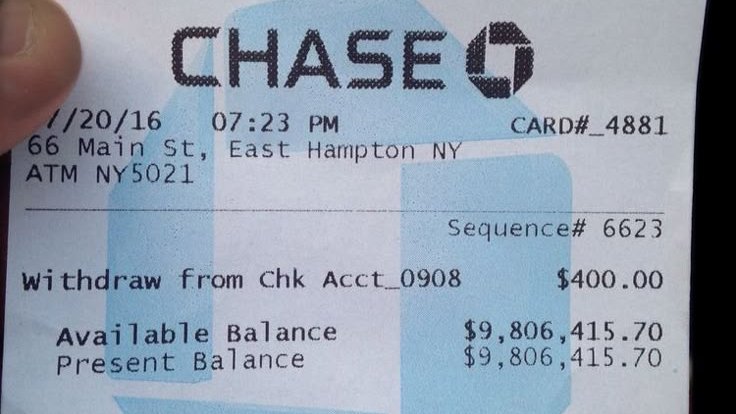 CHASE
7/20/16 07:23 PM CARD#_4881
66 Main St, East Hampton NY
ATM NY5021
Sequence# 6623
Withdraw from Chk Acct_0908 $400.00
Available Balance $9,806,415.70
Present Balance $9,806,415.70